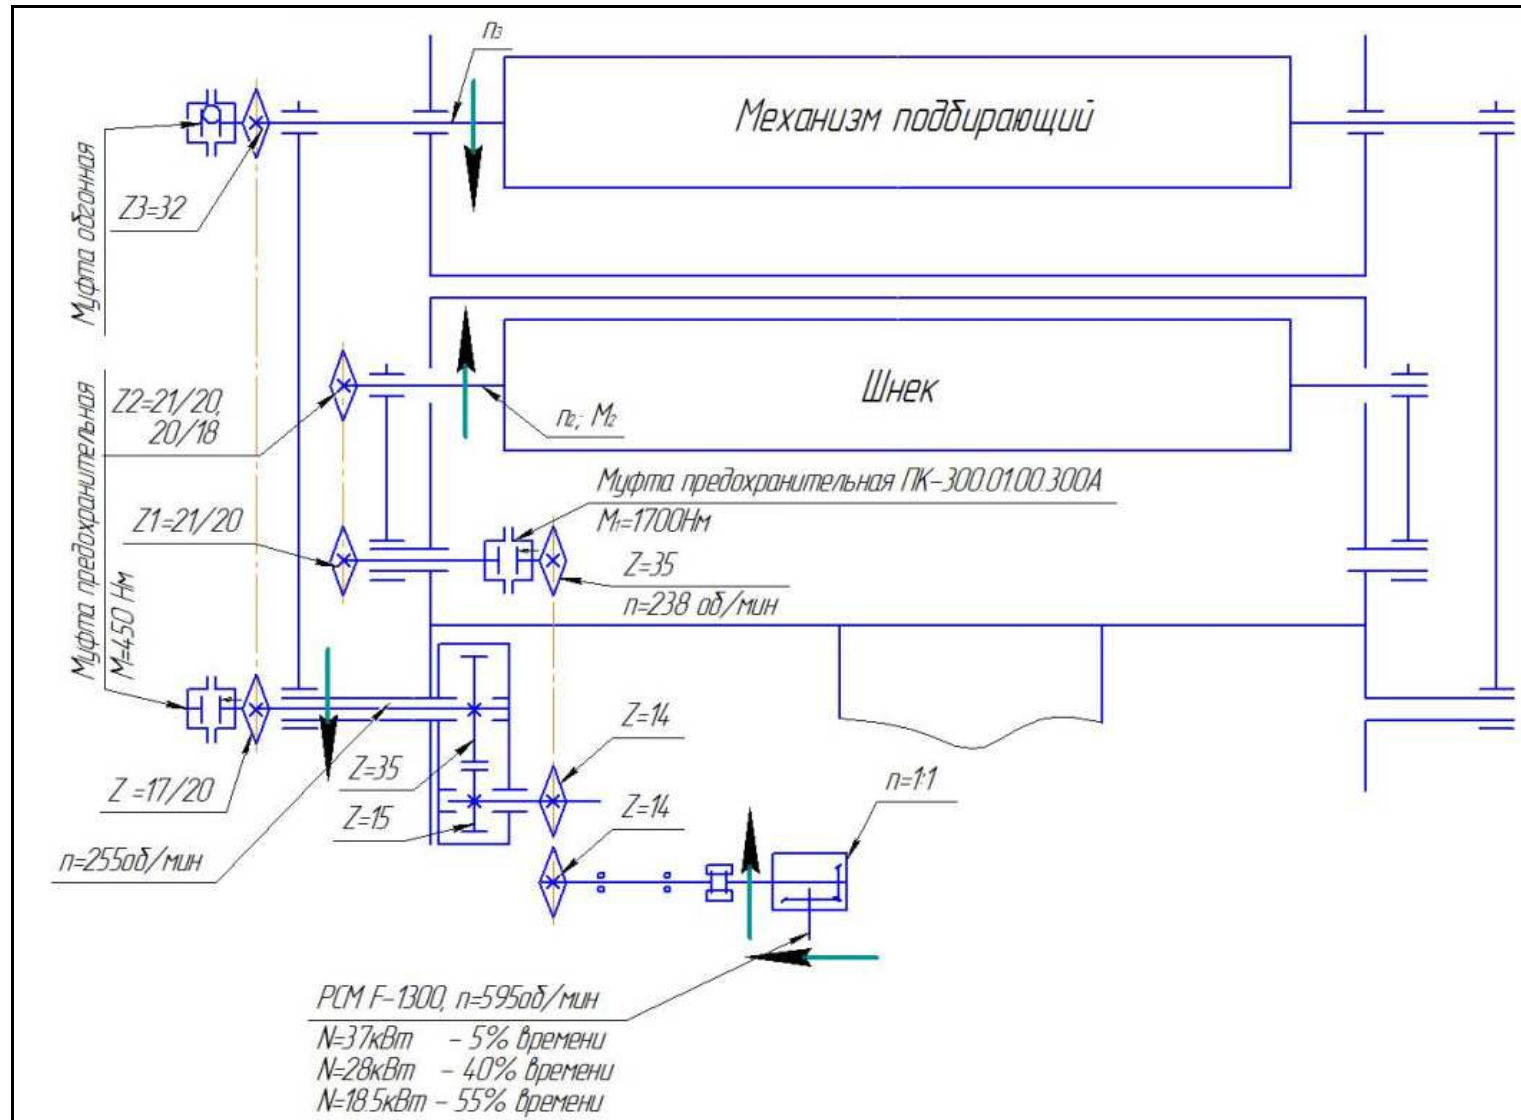 n₃
Механизм подбирающий
Z3=32
Муфта обгонная
Z2=21/20,
20/18
Шнек
n₂; M₂
Муфта предохранительная ПК-300.01.00.300А
M₁=1700Нм
Z1=21/20
Z=35
n=238 об/мин
Муфта предохранительная
M=450 Нм
Z=14
Z =17/20
Z=35
n=1:1
Z=15
Z=14
n=255об/мин
РСМ F-1300, n=595об/мин
N=37кВт - 5% времени
N=28кВт - 40% времени
N=18.5кВт - 55% времени